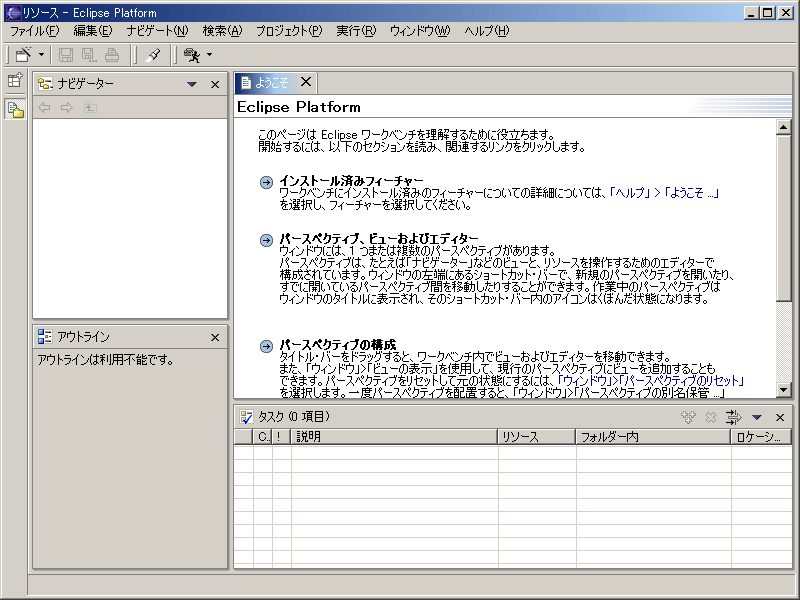 リソース - Eclipse Platform
ファイル(F) 編集(E) ナビゲート(N) 検索(A) プロジェクト(P) 実行(R) ウィンドウ(W) ヘルプ(H)
ナビゲーター
ようこそ
Eclipse Platform
このページは Eclipse ワークベンチを理解するために役立ちます。
開始するには、以下のセクションを読み、関連するリンクをクリックします。
インストール済みフィーチャー
ワークベンチにインストール済みのフィーチャーについての詳細については、「ヘルプ」 > 「ようこそ ...」
を選択し、フィーチャーを選択してください。
パースペクティブ、ビューおよびエディター
ウィンドウには、1 つまたは複数のパースペクティブがあります。
パースペクティブは、たとえば「ナビゲーター」などのビューと、リソースを操作するためのエディターで
構成されています。ウィンドウの左端にあるショートカット・バーで、新規のパースペクティブを開いたり、
すでに開いているパースペクティブ間を移動したりすることができます。作業中のパースペクティブは
ウィンドウのタイトルに表示され、そのショートカット・バー内のアイコンはくぼんだ状態になります。
パースペクティブの構成
タイトル・バーをドラッグすると、ワークベンチ内でビューおよびエディターを移動できます。
また、「ウィンドウ」>「ビューの表示」を使用して、現行のパースペクティブにビューを追加することも
できます。パースペクティブをリセットして元の状態にするには、「ウィンドウ」>「パースペクティブのリセット」
を選択します。一度パースペクティブを配置すると、「ウィンドウ」>「パースペクティブの別名保管 ...」
アウトライン
アウトラインは利用不能です。
タスク (0 項目)
C.. ! 説明 リソース フォルダー内 ロケーシ...